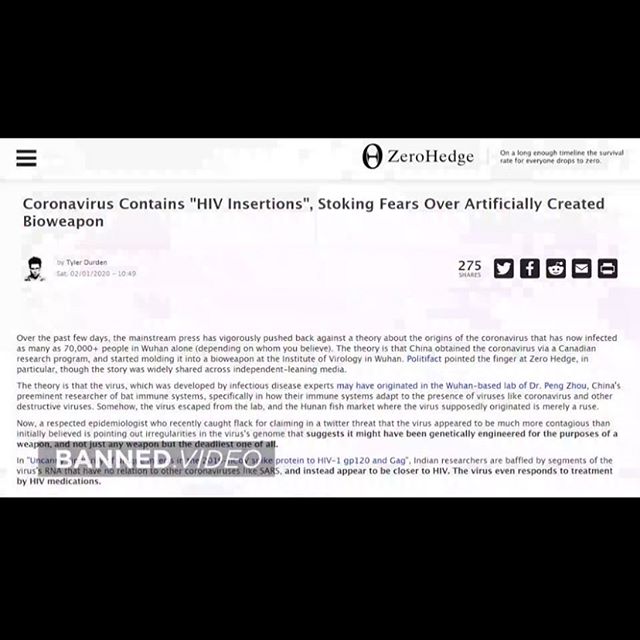 ZeroHedge
On a long enough timeline the survival
rate for everyone drops to zero.
Coronavirus Contains "HIV Insertions", Stoking Fears Over Artificially Created
Bioweapon
by Tyler Durden
Sat, 02/01/2020 - 10:49
275
SHARES
Over the past few days, the mainstream press has vigorously pushed back against a theory about the origins of the coronavirus that has now infected
as many as 70,000+ people in Wuhan alone (depending on whom you believe). The theory is that China obtained the coronavirus via a Canadian
research program, and started molding it into a bioweapon at the Institute of Virology in Wuhan. Politifact pointed the finger at Zero Hedge, in
particular, though the story was widely shared across independent-leaning media.
The theory is that the virus, which was developed by infectious disease experts may have originated in the Wuhan-based lab of Dr. Peng Zhou, China's
preeminent researcher of bat immune systems, specifically in how their immune systems adapt to the presence of viruses like coronavirus and other
destructive viruses. Somehow, the virus escaped from the lab, and the Hunan fish market where the virus supposedly originated is merely a ruse.
Now, a respected epidemiologist who recently caught flack for claiming in a twitter threat that the virus appeared to be much more contagious than
initially believed is pointing out irregularities in the virus's genome that suggests it might have been genetically engineered for the purposes of a
weapon, and not just any weapon but the deadliest one of all.
In "Uncan protein to HIV-1 gp120 and Gag", Indian researchers are baffled by segments of the
BANNED.VIDEO
virus's RNA that have no relation to other coronaviruses like SARS, and instead appear to be closer to HIV. The virus even responds to treatment
by HIV medications.